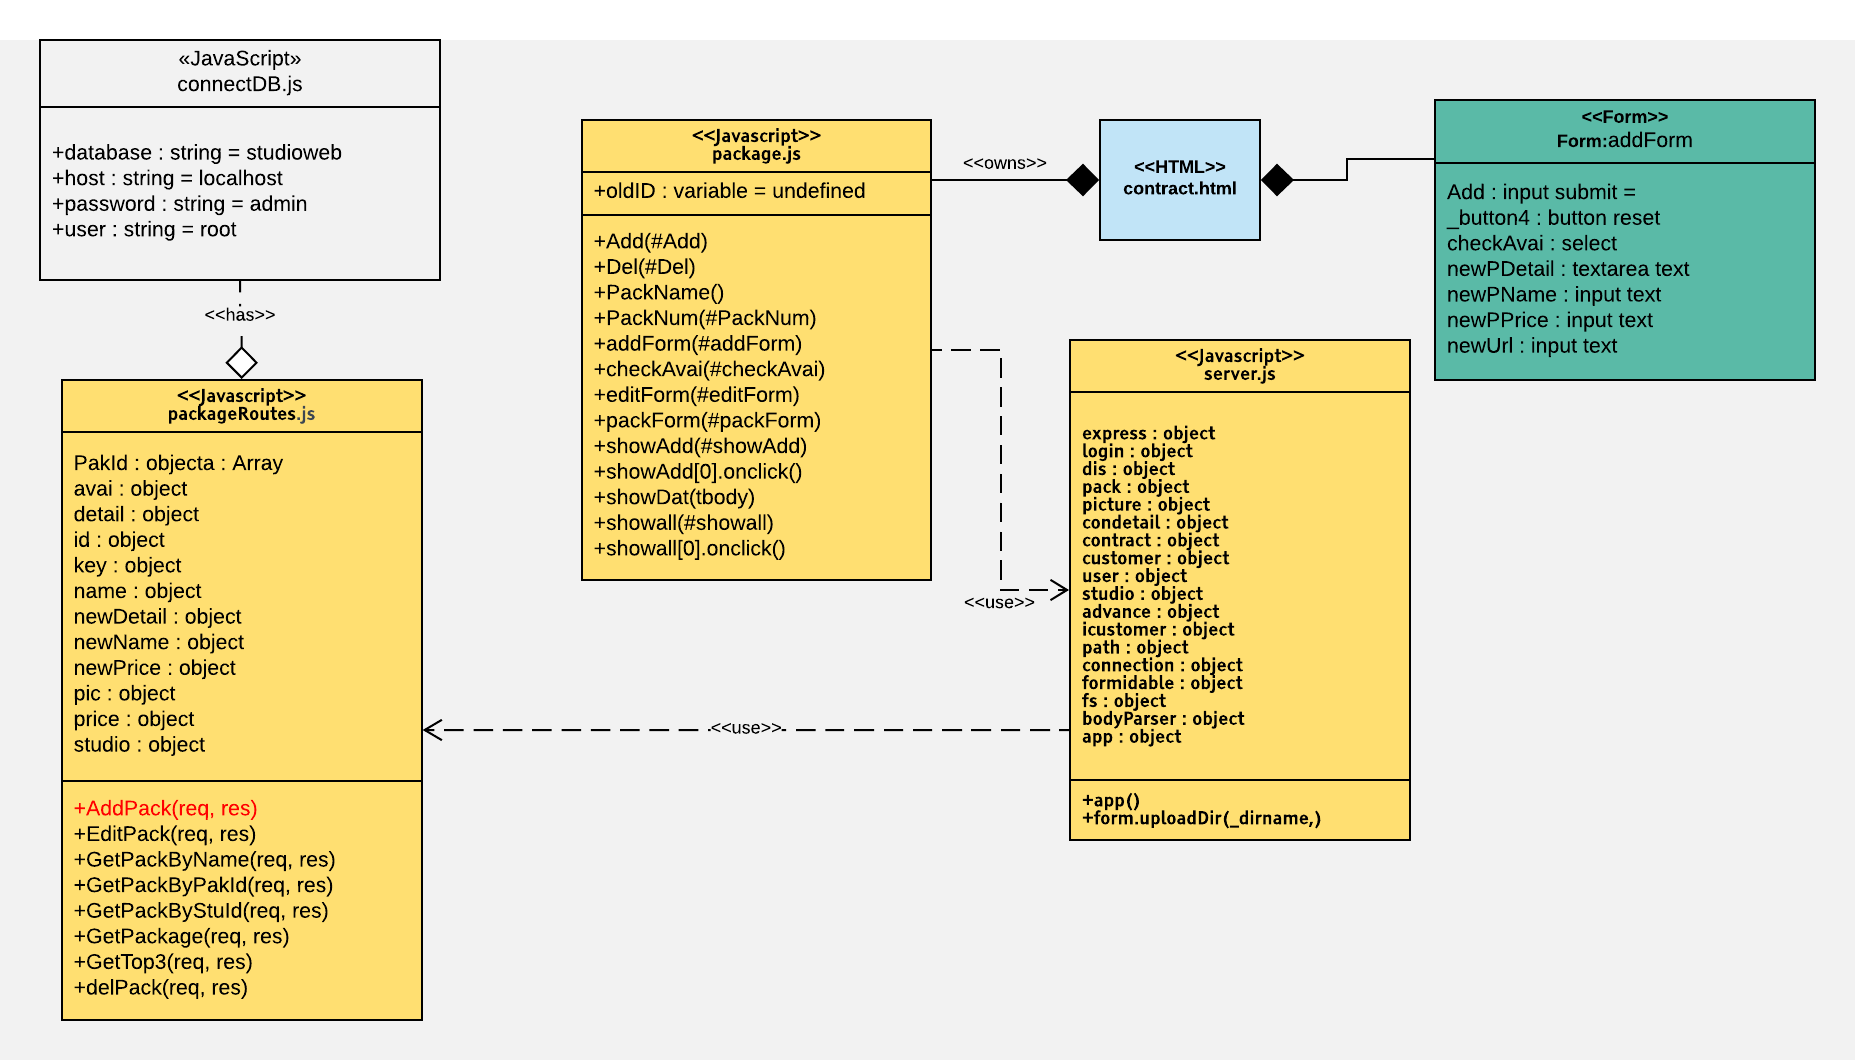 «JavaScript»
connectDB.js
+database : string = studioweb
+host : string = localhost
+password : string = admin
+user : string = root
<<has>>
<<Javascript>>
packageRoutes.js
PakId : objecta : Array
avai : object
detail : object
id : object
key : object
name : object
newDetail : object
newName : object
newPrice : object
pic : object
price : object
studio : object
+AddPack(req, res)
+EditPack(req, res)
+GetPackByName(req, res)
+GetPackByPakId(req, res)
+GetPackByStuId(req, res)
+GetPackage(req, res)
+GetTop3(req, res)
+delPack(req, res)
<<Javascript>>
package.js
+oldID : variable = undefined
+Add(#Add)
+Del(#Del)
+PackName()
+PackNum(#PackNum)
+addForm(#addForm)
+checkAvai(#checkAvai)
+editForm(#editForm)
+packForm(#packForm)
+showAdd(#showAdd)
+showAdd[0].onclick()
+showDat(tbody)
+showall(#showall)
+showall[0].onclick()
<<owns>>
<<HTML>>
contract.html
<<Form>>
Form:addForm
Add : input submit =
_button4 : button reset
checkAvai : select
newPDetail : textarea text
newPName : input text
newPPrice : input text
newUrl : input text
<<use>>
<<Javascript>>
server.js
express : object
login : object
dis : object
pack : object
picture : object
condetail : object
contract : object
customer : object
user : object
studio : object
advance : object
icustomer : object
path : object
connection : object
formidable : object
fs : object
bodyParser : object
app : object
+app()
+form.uploadDir(_dirname,)
<<use>>